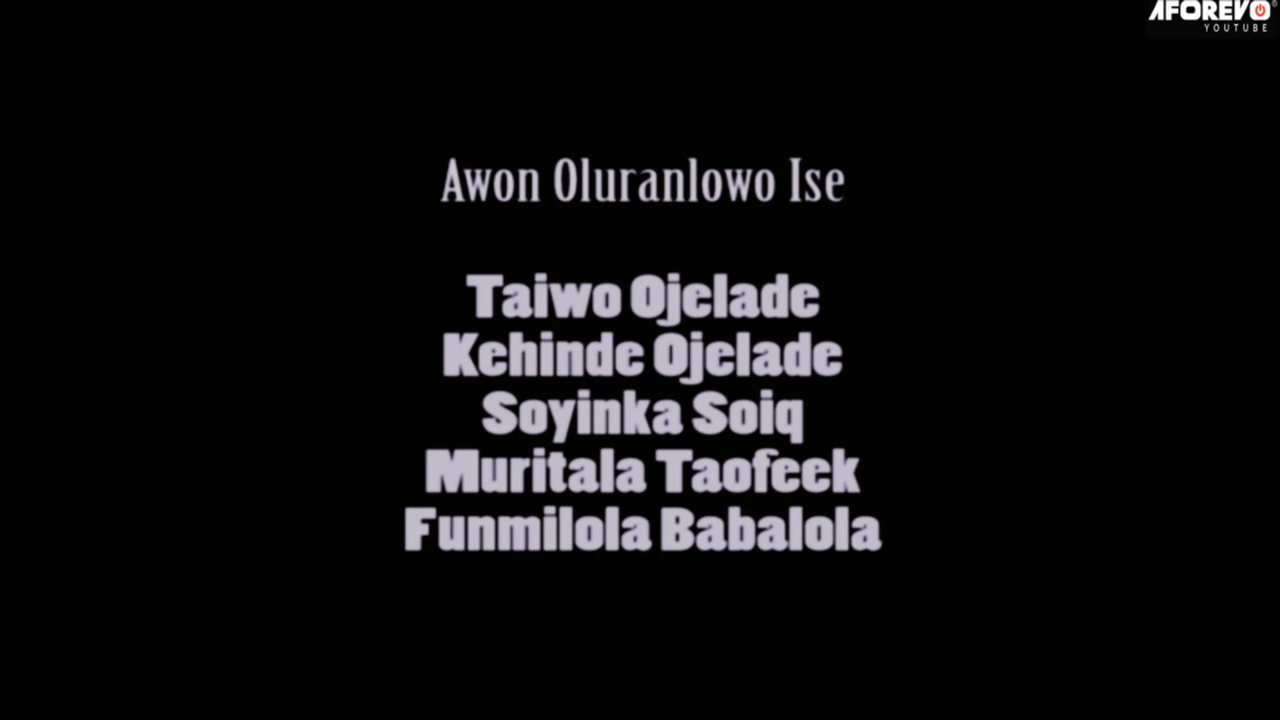 AFOREVO
YOUTUBE
Awon Oluranlowo Ise
Taiwo Ojelade
Kehinde Ojelade
Soyinka Soiq
Muritala Taofeek
Funmilola Babalola